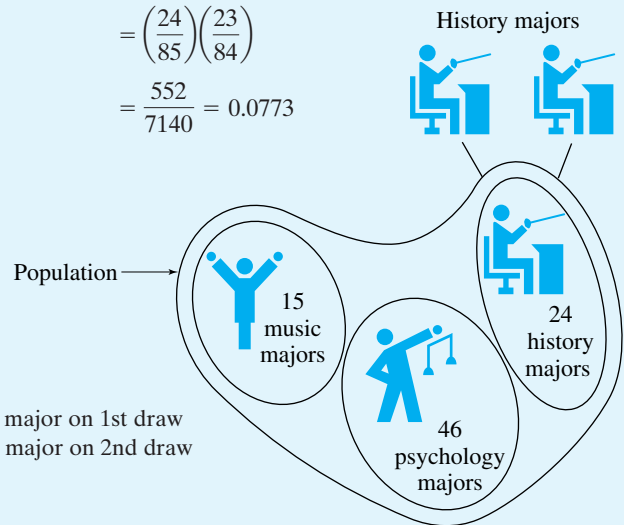 = (24/85)(23/84)
= 552/7140 = 0.0773
History majors
Population
15
music
majors
24
history
majors
46
psychology
majors
major on 1st draw
major on 2nd draw